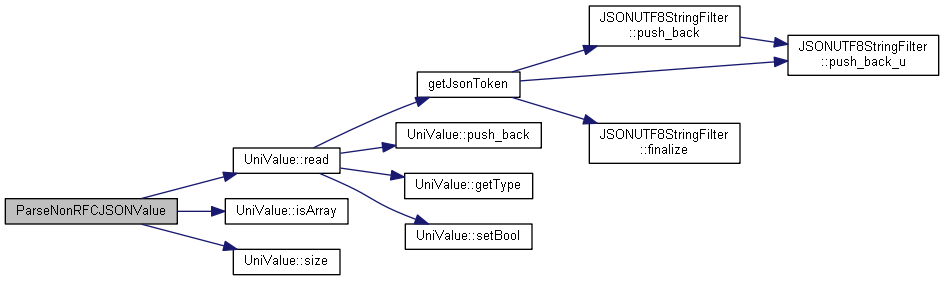 ParseNonRFCJSONValue
UniValue::read
UniValue::isArray
UniValue::size
getJsonToken
UniValue::push_back
UniValue::getType
UniValue::setBool
JSONUTF8StringFilter
::push_back
JSONUTF8StringFilter
::finalize
JSONUTF8StringFilter
::push_back_u